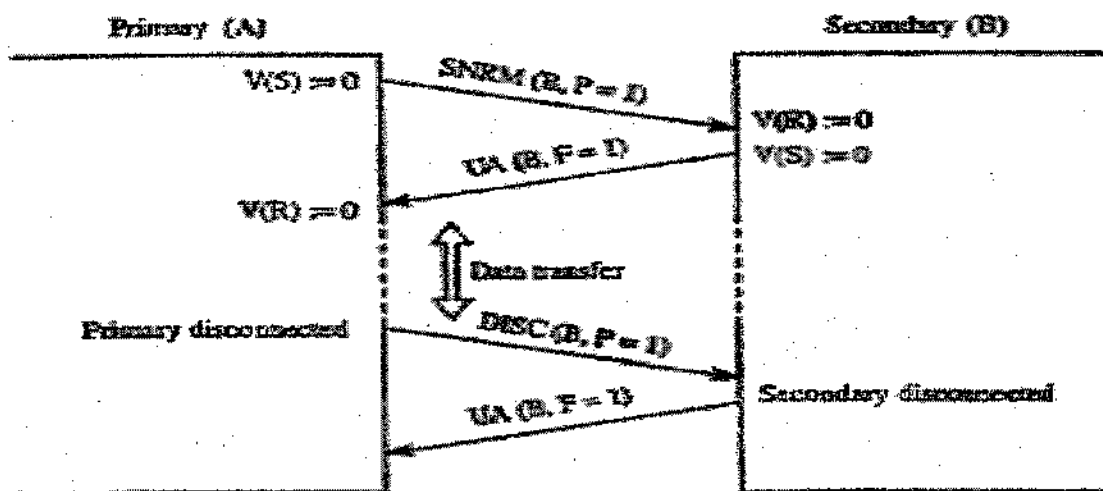 Primary (A)
Secondary (B)
V(S) := 0
SNRM (B, P = 1)
V(R) := 0
V(S) := 0
UA (B, F = 1)
V(R) := 0
Data transfer
Primary disconnected
DISC (B, P = 1)
Secondary disconnected
UA (B, F = 1)